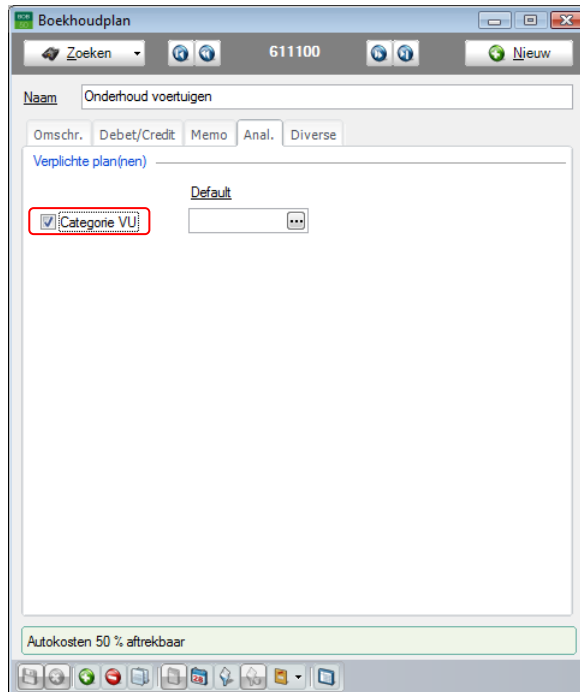 Boekhoudplan
Zoeken 611100 Nieuw
Naam Onderhoud voertuigen
Omschr. Debet/Credit Memo Anal. Diverse
Verplichte plan(nen)
Default
Categorie VU
Autokosten 50 % aftrekbaar